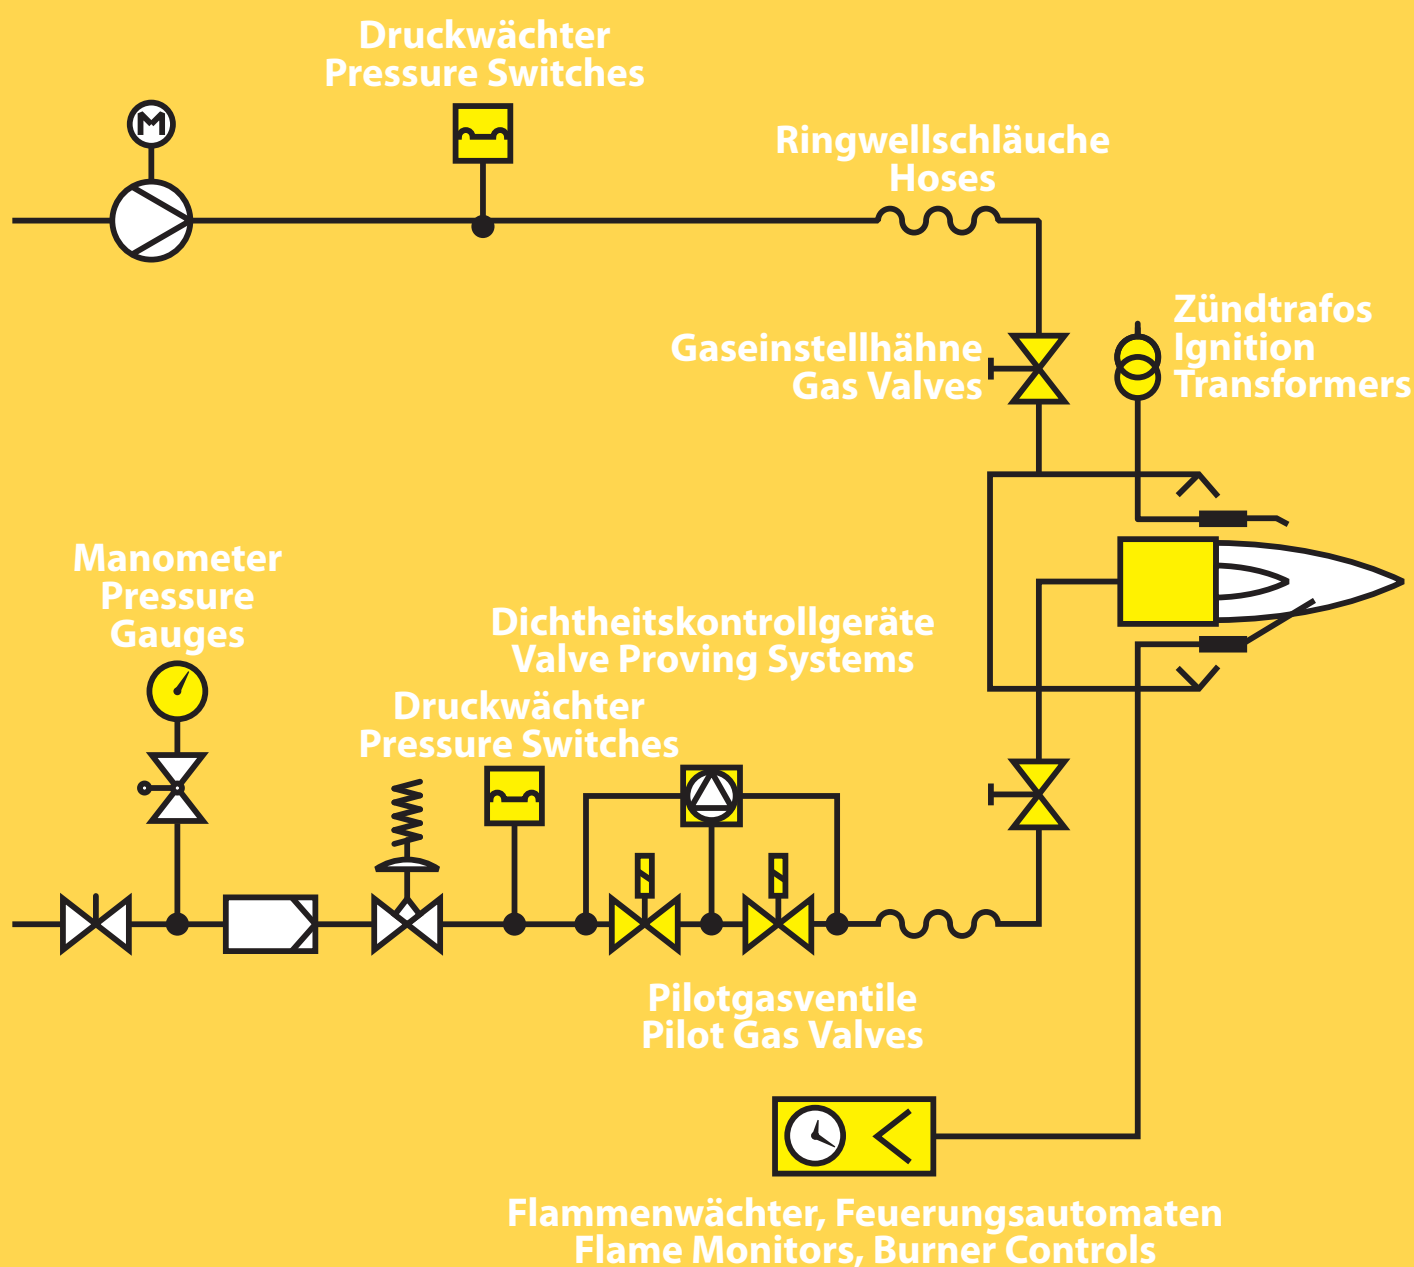 Druckwächter
Pressure Switches
M
Ringwellschläuche
Hoses
Zündtrafos
Ignition
Transformers
Gaseinstellhähne
Gas Valves
Manometer
Pressure
Gauges
Dichtheitskontrollgeräte
Valve Proving Systems
Druckwächter
Pressure Switches
Pilotgasventile
Pilot Gas Valves
Flammenwächter, Feuerungsautomaten
Flame Monitors, Burner Controls